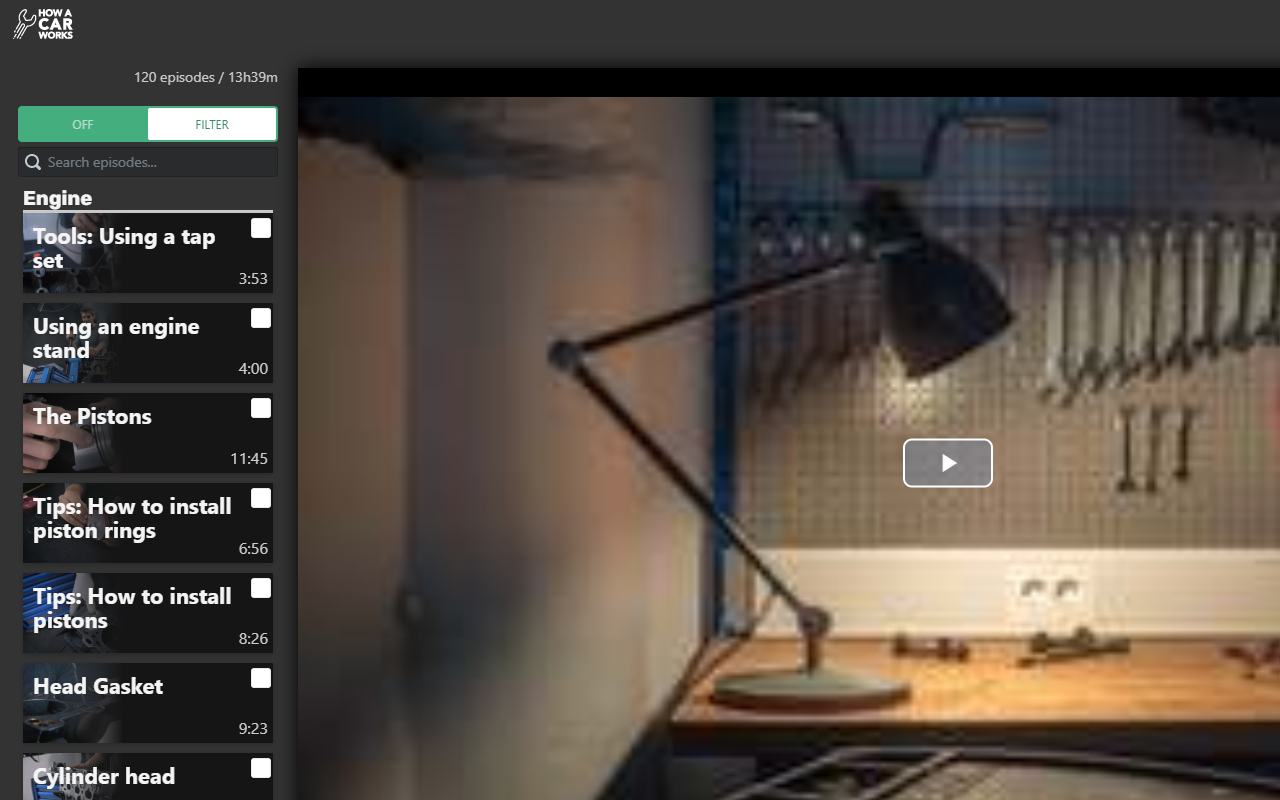 HOW A
CAR
WORKS
120 episodes / 13h39m
OFF
FILTER
Search episodes...
Engine
Tools: Using a tap
set
3:53
Using an engine
stand
4:00
The Pistons
11:45
Tips: How to install
piston rings
6:56
Tips: How to install
pistons
8:26
Head Gasket
9:23
Cylinder head